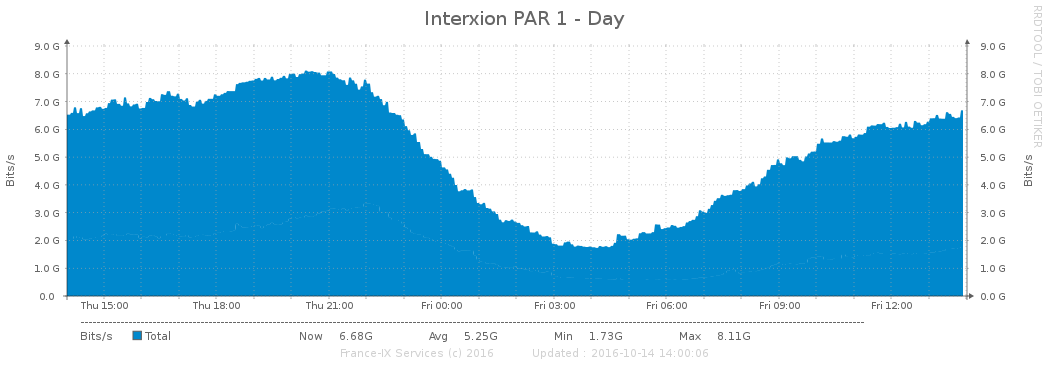 Interxion PAR 1 - Day
RRDTOOL / TOBI OETIKER
Bits/s
9.0 G 9.0 G
8.0 G 8.0 G
7.0 G 7.0 G
6.0 G 6.0 G
5.0 G 5.0 G
4.0 G 4.0 G
3.0 G 3.0 G
2.0 G 2.0 G
1.0 G 1.0 G
0.0 0.0 G
Bits/s
Thu 15:00 Thu 18:00 Thu 21:00 Fri 00:00 Fri 03:00 Fri 06:00 Fri 09:00 Fri 12:00
Bits/s Total Now 6.68G Avg 5.25G Min 1.73G Max 8.11G
France-IX Services (c) 2016 Updated : 2016-10-14 14:00:06